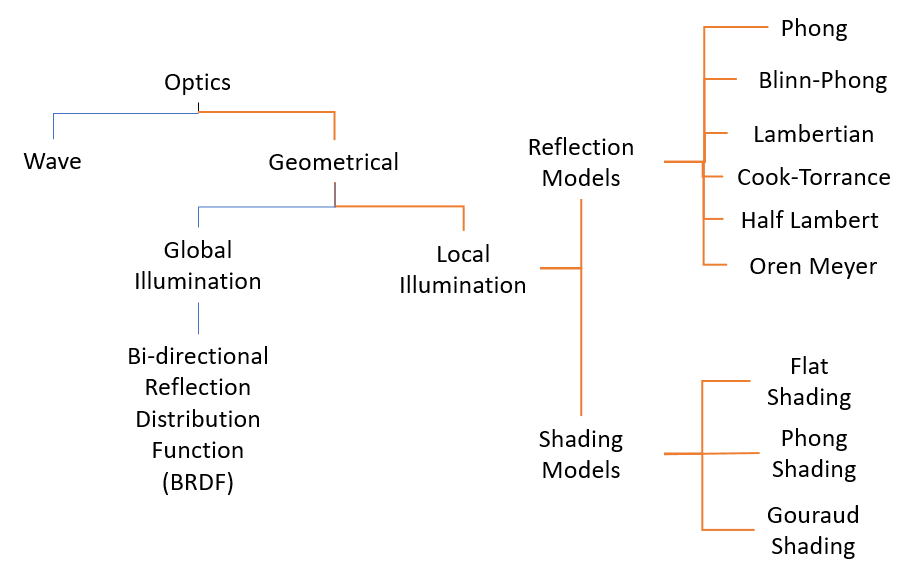 Optics
Wave
Geometrical
Global
Illumination
Bi-directional
Reflection
Distribution
Function
(BRDF)
Local
Illumination
Reflection
Models
Phong
Blinn-Phong
Lambertian
Cook-Torrance
Half Lambert
Oren Meyer
Shading
Models
Flat
Shading
Phong
Shading
Gouraud
Shading